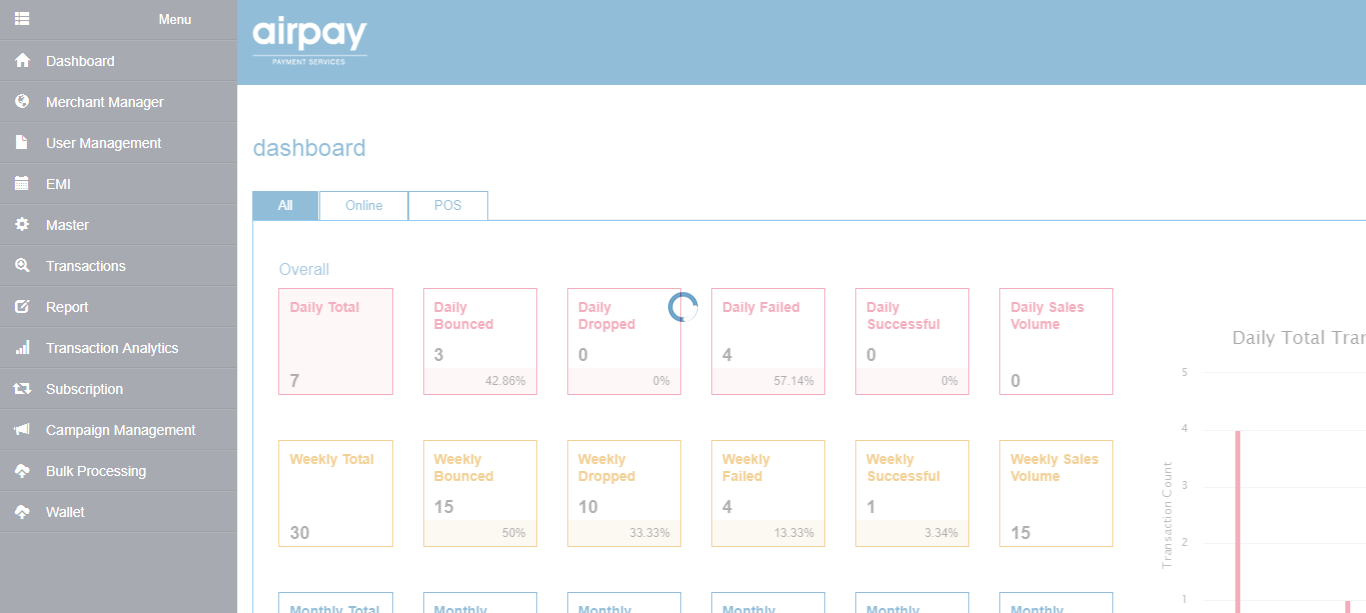 Menu
Dashboard
Merchant Manager
User Management
EMI
Master
Transactions
Report
Transaction Analytics
Subscription
Campaign Management
Bulk Processing
Wallet
airpay
PAYMENT SERVICES
dashboard
All
Online
POS
Overall
Daily Total
7
Daily
Bounced
3
42.86%
Daily
Dropped
0
0%
Daily Failed
4
57.14%
Daily
Successful
0
0%
Daily Sales
Volume
0
Weekly Total
30
Weekly
Bounced
15
50%
Weekly
Dropped
10
33.33%
Weekly
Failed
4
13.33%
Weekly
Successful
1
3.34%
Weekly Sales
Volume
15
Monthly Total
Monthly
Monthly
Monthly
Monthly
Monthly
Daily Total Tran
Transaction Count
5
4
3
2
1